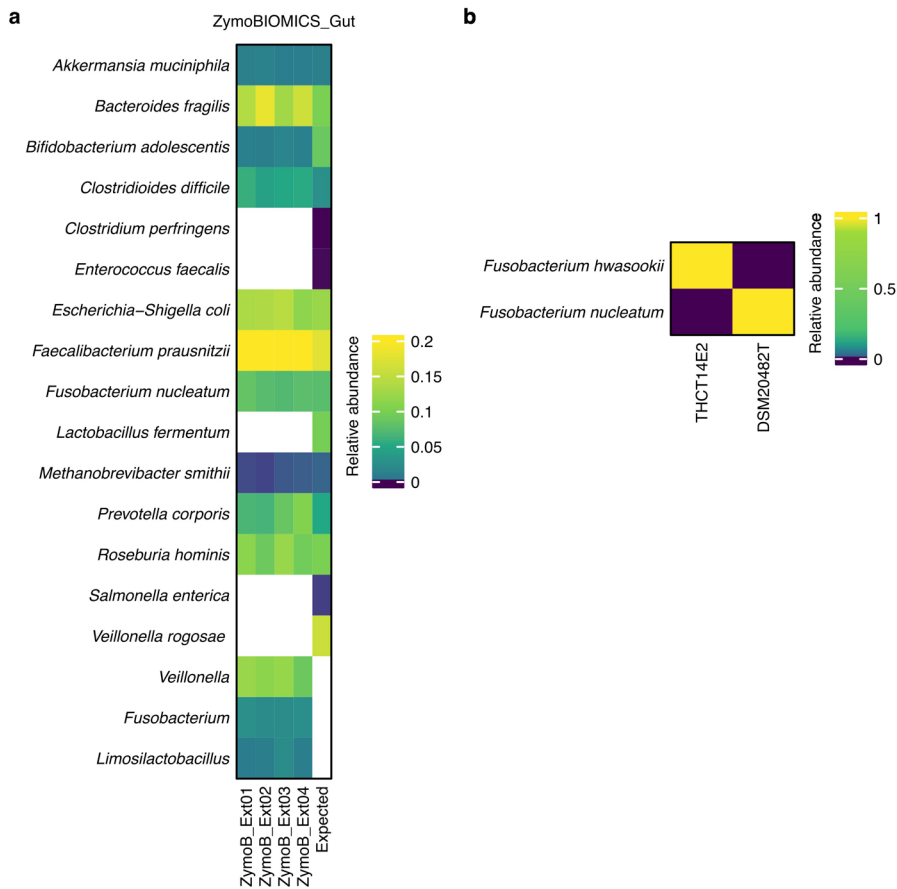 a
ZymoBIOMICS_Gut
Akkermansia muciniphila
Bacteroides fragilis
Bifidobacterium adolescentis
Clostridioides difficile
Clostridium perfringens
Enterococcus faecalis
Escherichia−Shigella coli
Faecalibacterium prausnitzii
Fusobacterium nucleatum
Lactobacillus fermentum
Methanobrevibacter smithii
Prevotella corporis
Roseburia hominis
Salmonella enterica
Veillonella rogosae
Veillonella
Fusobacterium
Limosilactobacillus
ZymoB_Ext01
ZymoB_Ext02
ZymoB_Ext03
ZymoB_Ext04
Expected
Relative abundance
0.2
0.15
0.1
0.05
0
b
Fusobacterium hwasookii
Fusobacterium nucleatum
THCT14E2
DSM20482T
Relative abundance
1
0.5
0